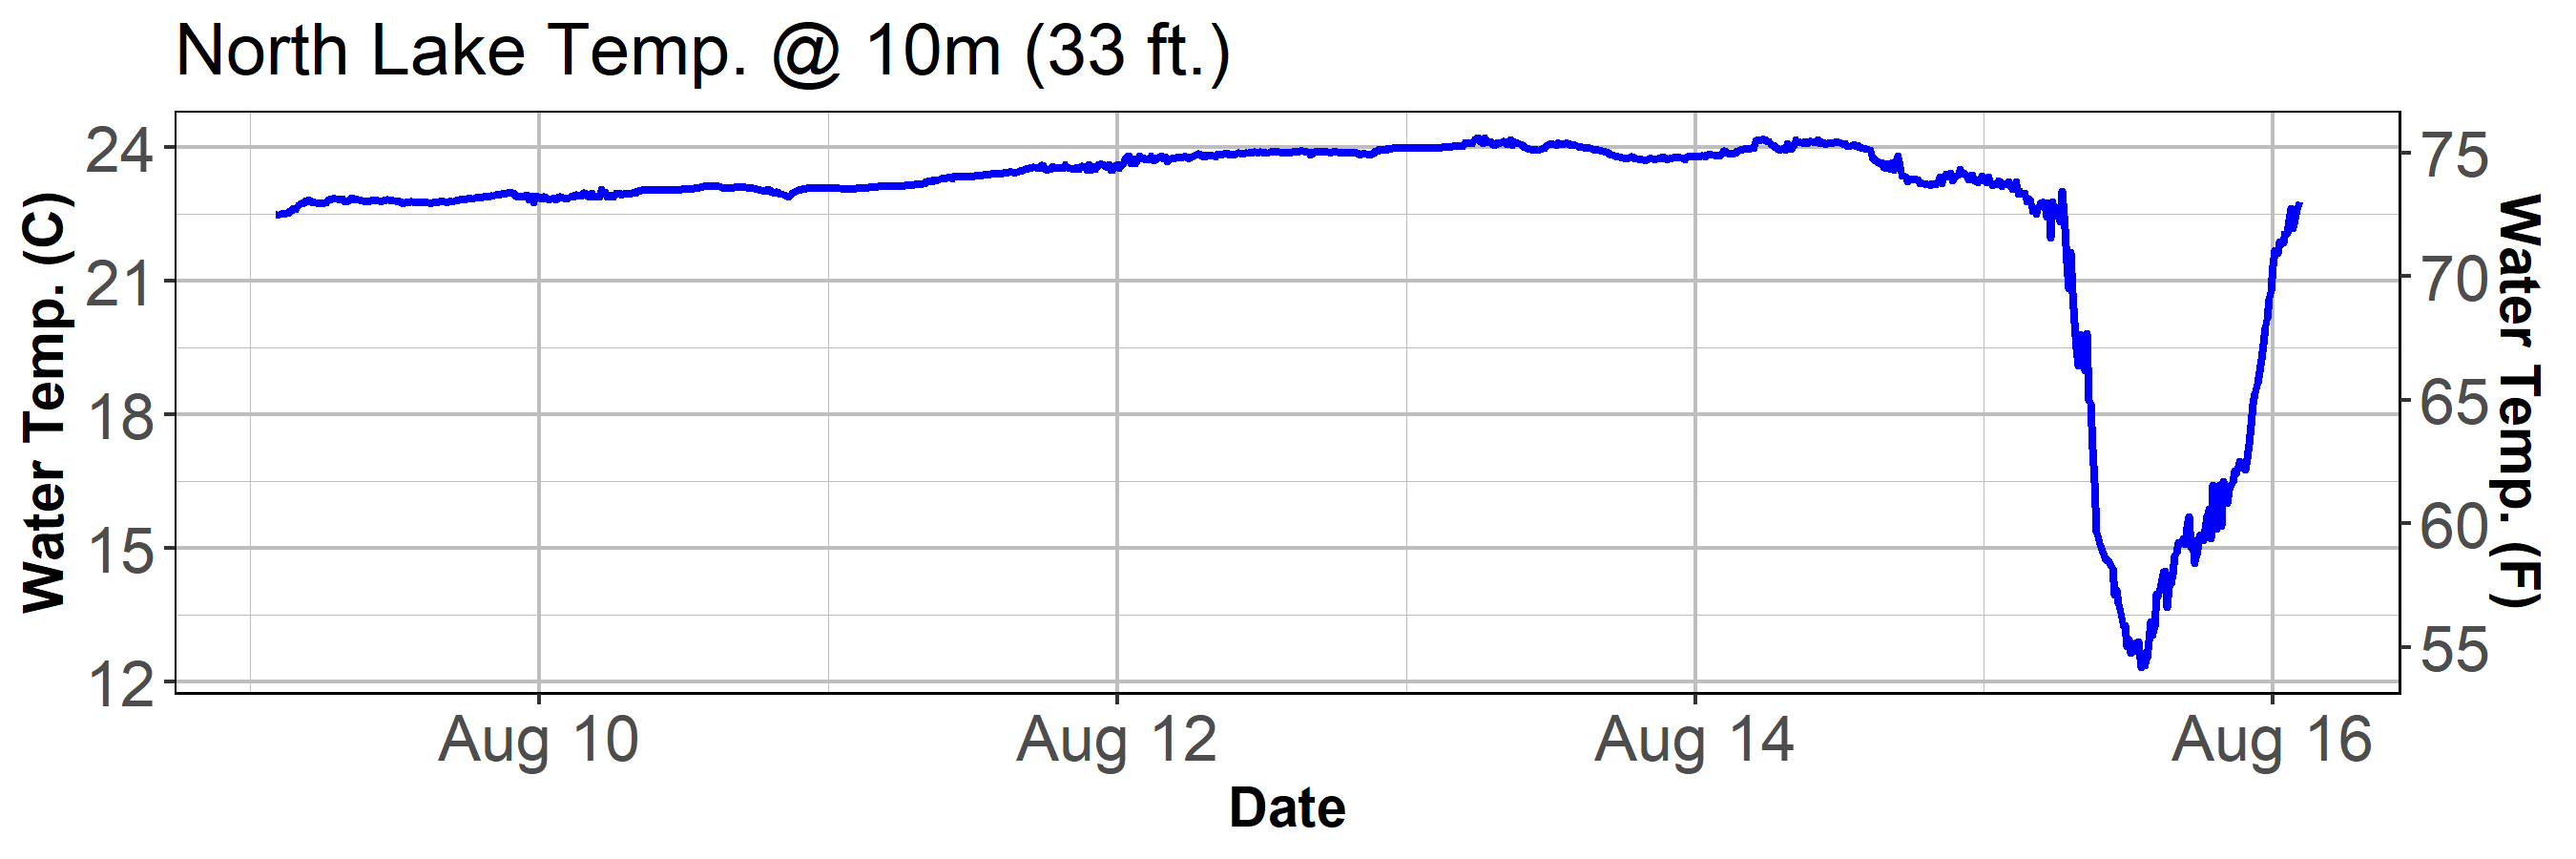 North Lake Temp. @ 10m (33 ft.)
Water Temp. (C)
24
21
18
15
12
75
70
65
60
55
Water Temp. (F)
Aug 10 Aug 12 Aug 14 Aug 16
Date